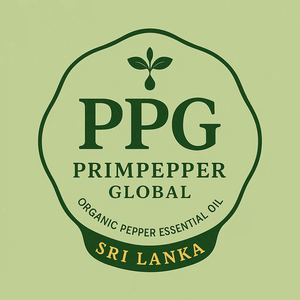 PPG
PRIMPEPPER
GLOBAL
ORGANIC PEPPER ESSENTIAL OIL
SRI LANKA